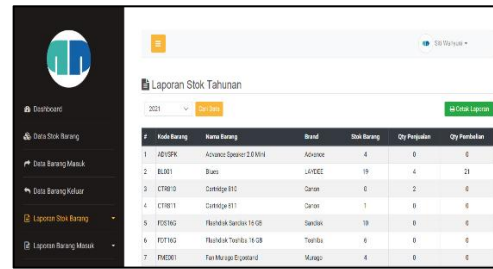 Siti Wahyuni
Laporan Stok Tahunan
2021 Cari Data Cetak Laporan
Dashboard
Data Stok Barang
Data Barang Masuk
Data Barang Keluar
Laporan Stok Barang
Laporan Barang Masuk
# Kode Barang Nama Barang Brand Stok Barang Qty Penjualan Qty Pembelian
1 ADVSPK Advance Speaker 2.0 Mini Advance 4 0 0
2 BL001 LAYDEE 19 4 21
3 CTR810 Cartridge 810 Canon 0 2 0
4 CTR811 Cartridge 811 Canon 1 0 0
5 FDS16G Flashdisk Sandisk 16 GB Sandisk 10 0 0
6 FDT16G Flashdisk Toshiba 16 GB Toshiba 6 0 0
7 Fan 4 0 0